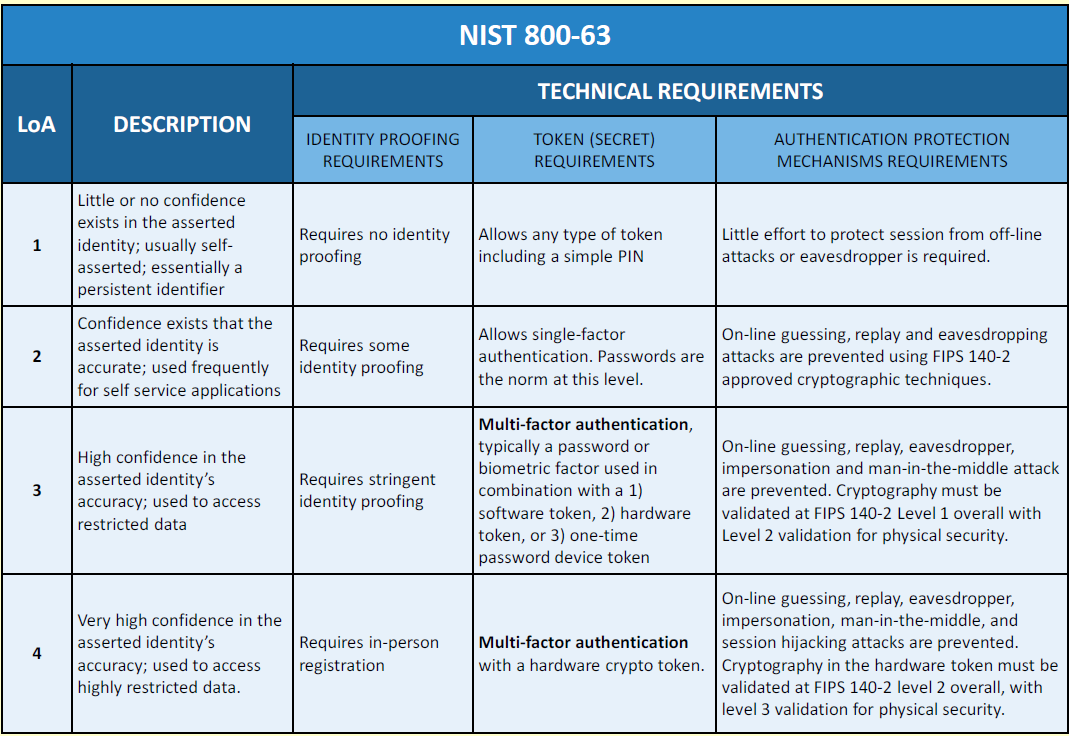 NIST 800-63
LoA
DESCRIPTION
TECHNICAL REQUIREMENTS
IDENTITY PROOFING
REQUIREMENTS
TOKEN (SECRET)
REQUIREMENTS
AUTHENTICATION PROTECTION
MECHANISMS REQUIREMENTS
1
Little or no confidence
exists in the asserted
identity; usually self-
asserted; essentially a
persistent identifier
Requires no identity
proofing
Allows any type of token
including a simple PIN
Little effort to protect session from off-line
attacks or eavesdropper is required.
2
Confidence exists that the
asserted identity is
accurate; used frequently
for self service applications
Requires some
identity proofing
Allows single-factor
authentication. Passwords are
the norm at this level.
On-line guessing, replay and eavesdropping
attacks are prevented using FIPS 140-2
approved cryptographic techniques.
3
High confidence in the
asserted identity's
accuracy; used to access
restricted data
Requires stringent
identity proofing
Multi-factor authentication,
typically a password or
biometric factor used in
combination with a 1)
software token, 2) hardware
token, or 3) one-time
password device token
On-line guessing, replay, eavesdropper,
impersonation and man-in-the-middle attack
are prevented. Cryptography must be
validated at FIPS 140-2 Level 1 overall with
Level 2 validation for physical security.
4
Very high confidence in the
asserted identity's
accuracy; used to access
highly restricted data.
Requires in-person
registration
Multi-factor authentication
with a hardware crypto token.
On-line guessing, replay, eavesdropper,
impersonation, man-in-the-middle, and
session hijacking attacks are prevented.
Cryptography in the hardware token must be
validated at FIPS 140-2 level 2 overall, with
level 3 validation for physical security.